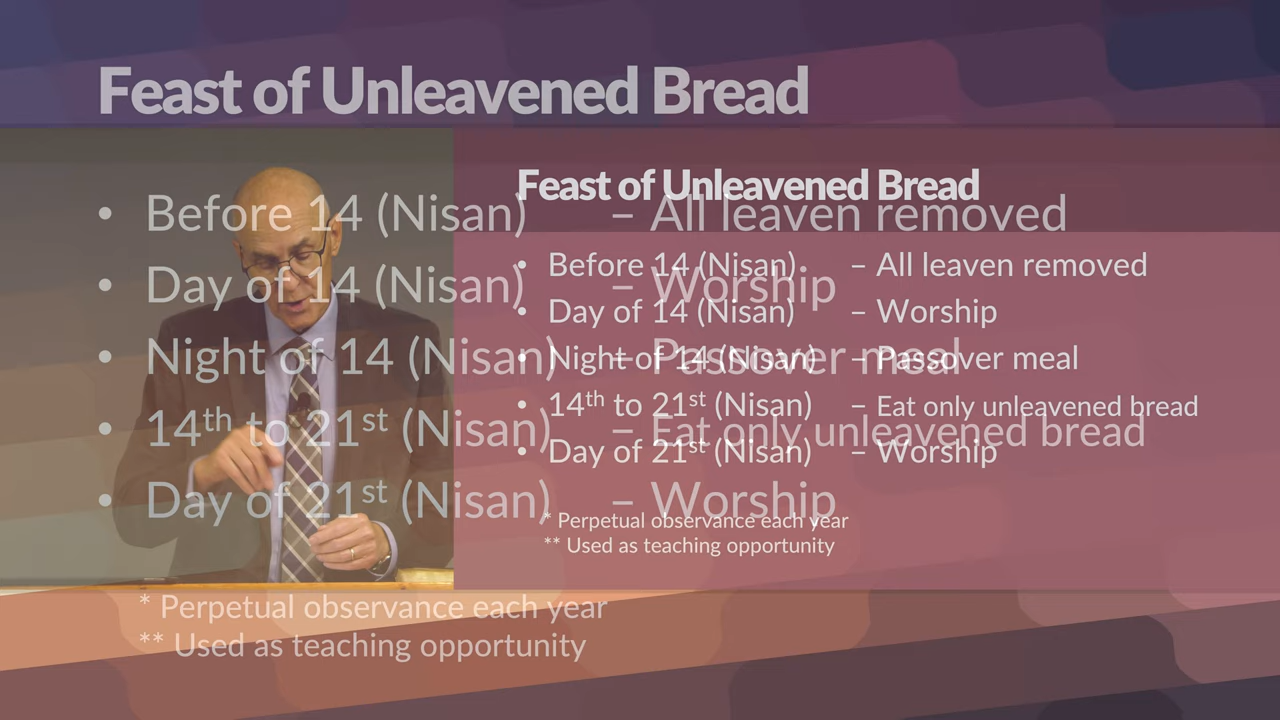 Feast of Unleavened Bread
• Before 14 (Nisan) – All leaven removed
• Day of 14 (Nisan) – Worship
• Night of 14 (Nisan) – Passover meal
• 14th to 21st (Nisan) – Eat only unleavened bread
• Day of 21st (Nisan) – Worship
* Perpetual observance each year
** Used as teaching opportunity
Feast of Unleavened Bread
• Before 14 (Nisan) – All leaven removed
• Day of 14 (Nisan) – Worship
• Night of 14 (Nisan) – Passover meal
• 14th to 21st (Nisan) – Eat only unleavened bread
• Day of 21st (Nisan) – Worship
* Perpetual observance each year
** Used as teaching opportunity